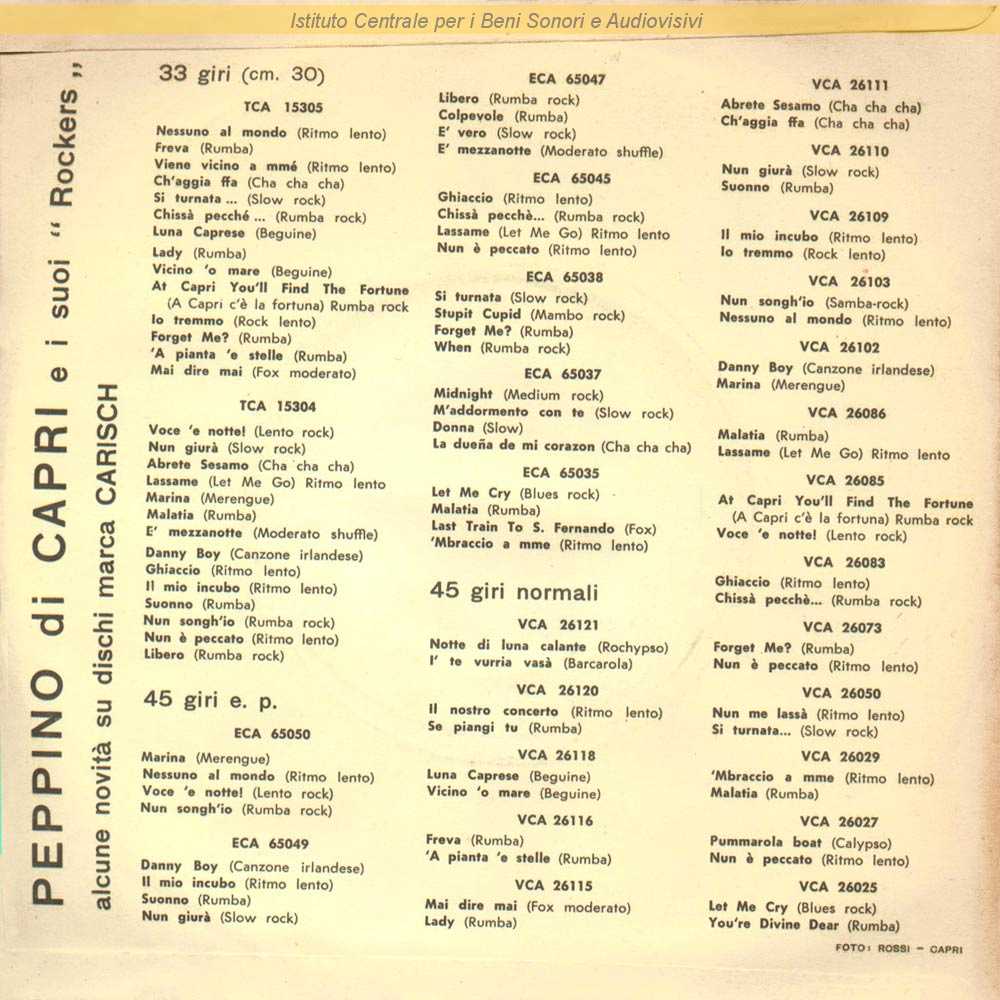 Istituto Centrale per i Beni Sonori e Audiovisivi
PEPPINO di CAPRI e i suoi “ Rockers „
alcune novità su dischi marca CARISCH
33 giri (cm. 30)
TCA 15305
Nessuno al mondo (Ritmo lento)
Freva (Rumba)
Viene vicino a mmé (Ritmo lento)
Ch'aggia ffa (Cha cha cha)
Si turnata ... (Slow rock)
Chissà pecché ... (Rumba rock)
Luna Caprese (Beguine)
Lady (Rumba)
Vicino 'o mare (Beguine)
At Capri You'll Find The Fortune
(A Capri c'è la fortuna) Rumba rock
Io tremmo (Rock lento)
Forget Me? (Rumba)
'A pianta 'e stelle (Rumba)
Mai dire mai (Fox moderato)
TCA 15304
Voce 'e notte! (Lento rock)
Nun giurà (Slow rock)
Abrete Sesamo (Cha cha cha)
Lassame (Let Me Go) Ritmo lento
Marina (Merengue)
Malatia (Rumba)
E' mezzanotte (Moderato shuffle)
Danny Boy (Canzone irlandese)
Ghiaccio (Ritmo lento)
Il mio incubo (Ritmo lento)
Suonno (Rumba)
Nun songh'io (Rumba rock)
Nun è peccato (Ritmo lento)
Libero (Rumba rock)
45 giri e. p.
ECA 65050
Marina (Merengue)
Nessuno al mondo (Ritmo lento)
Voce 'e notte! (Lento rock)
Nun songh'io (Rumba rock)
ECA 65049
Danny Boy (Canzone irlandese)
Il mio incubo (Ritmo lento)
Suonno (Rumba)
Nun giurà (Slow rock)
ECA 65047
Libero (Rumba rock)
Colpevole (Rumba)
E' vero (Slow rock)
E' mezzanotte (Moderato shuffle)
ECA 65045
Ghiaccio (Ritmo lento)
Chissà pecchè... (Rumba rock)
Lassame (Let Me Go) Ritmo lento
Nun è peccato (Ritmo lento)
ECA 65038
Si turnata (Slow rock)
Stupit Cupid (Mambo rock)
Forget Me? (Rumba)
When (Rumba rock)
ECA 65037
Midnight (Medium rock)
M'addormento con te (Slow rock)
Donna (Slow)
La dueña de mi corazon (Cha cha cha)
ECA 65035
Let Me Cry (Blues rock)
Malatia (Rumba)
Last Train To S. Fernando (Fox)
'Mbraccio a mme (Ritmo lento)
45 giri normali
VCA 26121
Notte di luna calante (Rochypso)
I' te vurria vasà (Barcarola)
VCA 26120
Il nostro concerto (Ritmo lento)
Se piangi tu (Rumba)
VCA 26118
Luna Caprese (Beguine)
Vicino 'o mare (Beguine)
VCA 26116
Freva (Rumba)
'A pianta 'e stelle (Rumba)
VCA 26115
Mai dire mai (Fox moderato)
Lady (Rumba)
VCA 26111
Abrete Sesamo (Cha cha cha)
Ch'aggia ffa (Cha cha cha)
VCA 26110
Nun giurà (Slow rock)
Suonno (Rumba)
VCA 26109
Il mio incubo (Ritmo lento)
Io tremmo (Rock lento)
VCA 26103
Nun songh'io (Samba-rock)
Nessuno al mondo (Ritmo lento)
VCA 26102
Danny Boy (Canzone irlandese)
Marina (Merengue)
VCA 26086
Malatia (Rumba)
Lassame (Let Me Go) Ritmo lento
VCA 26085
At Capri You'll Find The Fortune
(A Capri c'è la fortuna) Rumba rock
Voce 'e notte! (Lento rock)
VCA 26083
Ghiaccio (Ritmo lento)
Chissà pecchè... (Rumba rock)
VCA 26073
Forget Me? (Rumba)
Nun è peccato (Ritmo lento)
VCA 26050
Nun me lassà (Ritmo lento)
Si turnata... (Slow rock)
VCA 26029
'Mbraccio a mme (Ritmo lento)
Malatia (Rumba)
VCA 26027
Pummarola boat (Calypso)
Nun è peccato (Ritmo lento)
VCA 26025
Let Me Cry (Blues rock)
You're Divine Dear (Rumba)
FOTO: ROSSI - CAPRI